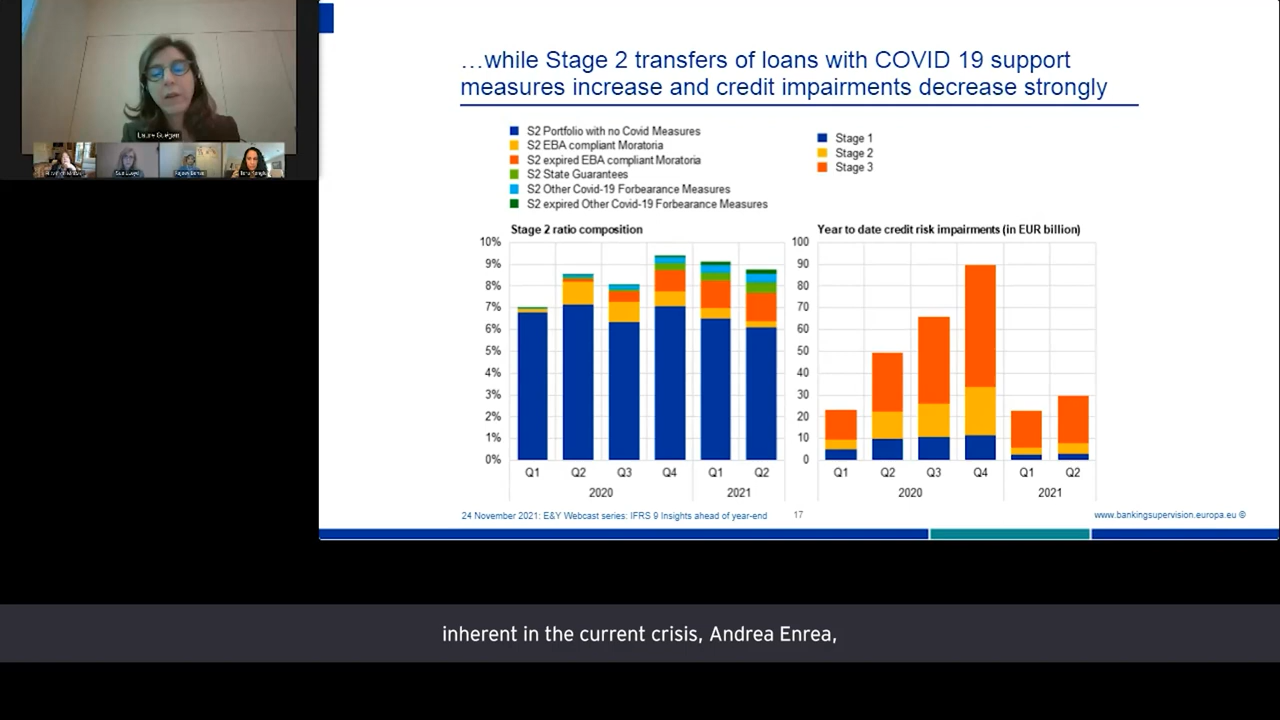 Laure Guégan
…while Stage 2 transfers of loans with COVID 19 support
measures increase and credit impairments decrease strongly
S2 Portfolio with no Covid Measures
S2 EBA compliant Moratoria
S2 expired EBA compliant Moratoria
S2 State Guarantees
S2 Other Covid-19 Forbearance Measures
S2 expired Other Covid-19 Forbearance Measures
Stage 1
Stage 2
Stage 3
Stage 2 ratio composition
10%
9%
8%
7%
6%
5%
4%
3%
2%
1%
0%
Q1 Q2 Q3 Q4 Q1 Q2
2020 2021
Year to date credit risk impairments (in EUR billion)
100
90
80
70
60
50
40
30
20
10
0
Q1 Q2 Q3 Q4 Q1 Q2
2020 2021
24 November 2021: E&Y Webcast series: IFRS 9 Insights ahead of year-end
17
www.bankingsupervision.europa.eu ©
inherent in the current crisis, Andrea Enrea,